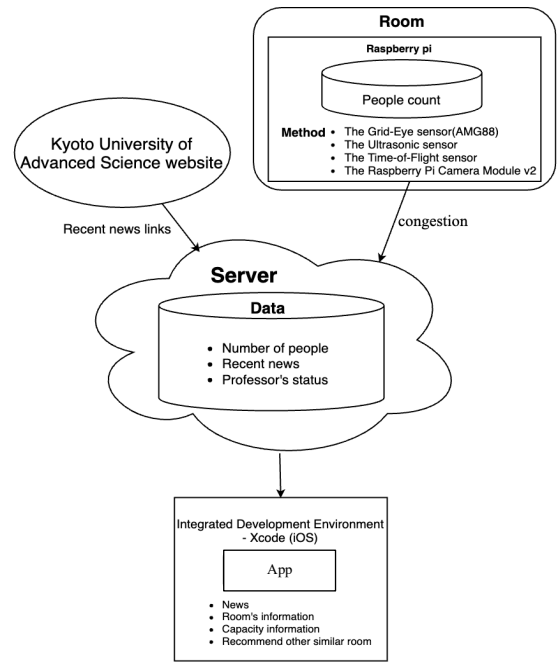 Room
Raspberry pi
People count
Method
• The Grid-Eye sensor(AMG88)
• The Ultrasonic sensor
• The Time-of-Flight sensor
• The Raspberry Pi Camera Module v2
Kyoto University of
Advanced Science website
Recent news links
congestion
Server
Data
• Number of people
• Recent news
• Professor's status
Integrated Development Environment
- Xcode (iOS)
App
• News
• Room's information
• Capacity information
• Recommend other similar room